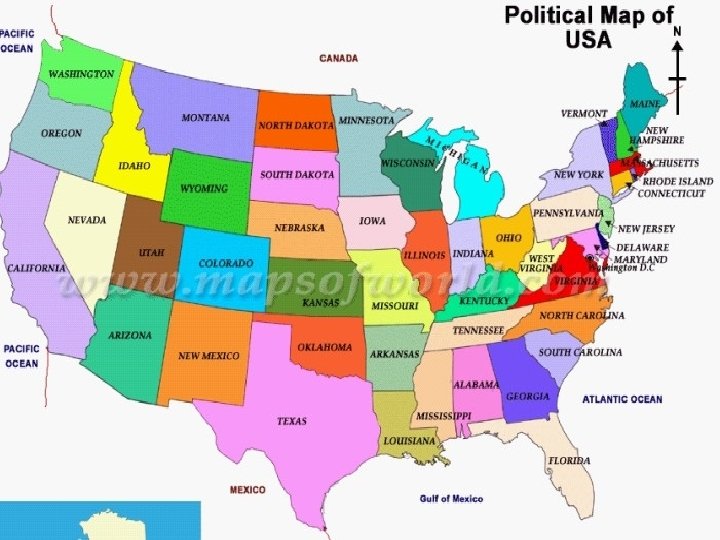 Political Map of
USA
N
PACIFIC
OCEAN
CANADA
WASHINGTON
MONTANA
NORTH DAKOTA
MINNESOTA
MICHIGAN
VERMONT
MAINE
NEW
HAMPSHIRE
MASSACHUSETTS
RHODE ISLAND
CONNECTICUT
OREGON
IDAHO
WYOMING
SOUTH DAKOTA
WISCONSIN
NEW YORK
NEVADA
UTAH
COLORADO
NEBRASKA
IOWA
ILLINOIS
INDIANA
OHIO
PENNSYLVANIA
NEW JERSEY
DELAWARE
MARYLAND
Washington D.C
WEST
VIRGINIA
VIRGINIA
CALIFORNIA
www.mapsofworld.com
KANSAS
MISSOURI
KENTUCKY
NORTH CAROLINA
TENNESSEE
ARIZONA
NEW MEXICO
OKLAHOMA
ARKANSAS
SOUTH CAROLINA
PACIFIC
OCEAN
TEXAS
LOUISIANA
MISSISSIPPI
ALABAMA
GEORGIA
ATLANTIC OCEAN
FLORIDA
MEXICO
Gulf of Mexico